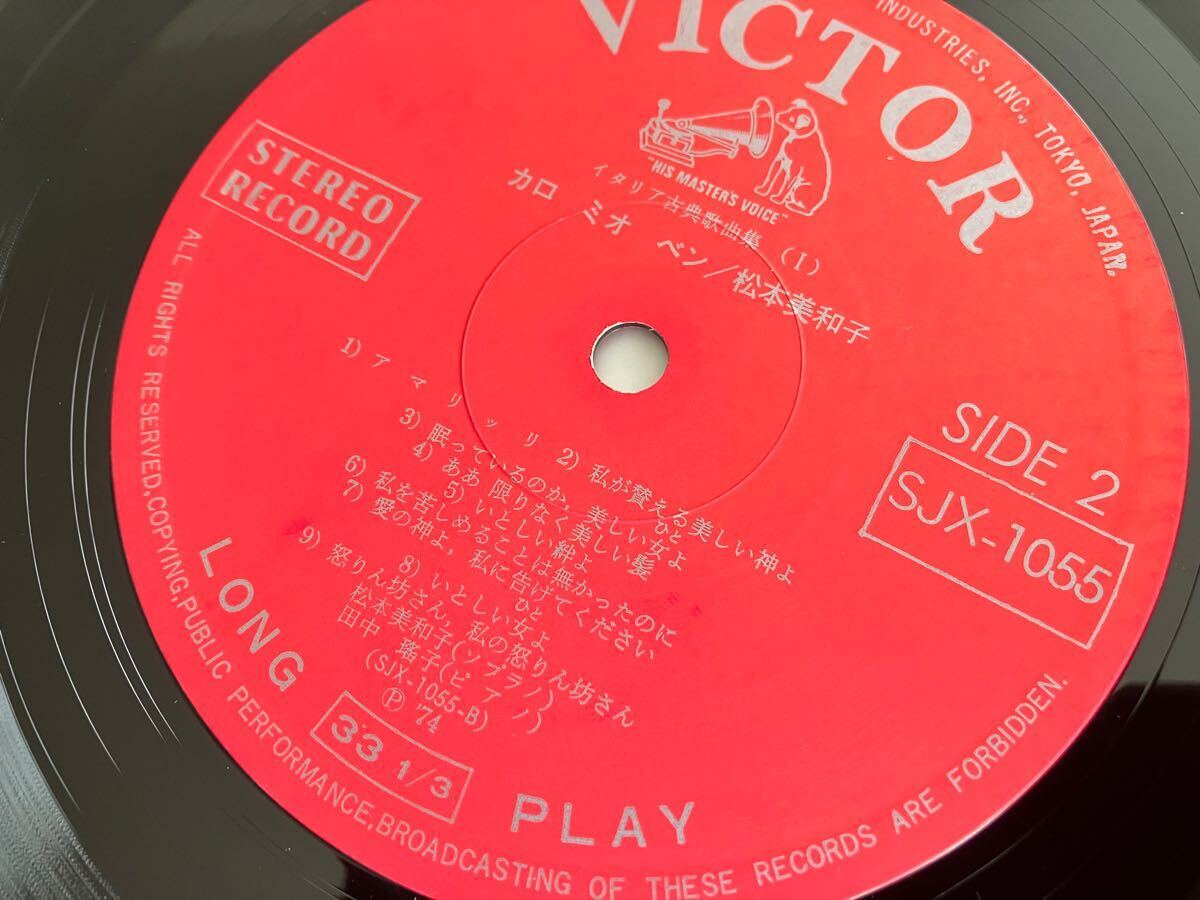 VICTOR
INDUSTRIES, INC., TOKYO, JAPAN.
"HIS MASTER'S VOICE"
STEREO
RECORD
イタリア古典歌曲集 (I)
カロ ミオ ベン/松本美和子
SIDE 2
SJX-1055
1) アマリッリ 2) 私が賛える美しい神よ
3) 眠っているのか, 美しい女よ
ひと
4) ああ 限りなく美しい髪
5) いとしい絆よ
6) 私を苦しめることは無かったのに
7) 愛の神よ, 私に告げてください
8) いとしい女よ
ひと
9) 怒りん坊さん, 私の怒りん坊さん
松本美和子(ソプラノ)
田中 瑤子(ピアノ)
(SJX-1055-B)
Ⓟ '74
LONG 33 1/3 PLAY
ALL RIGHTS RESERVED, COPYING, PUBLIC PERFORMANCE, BROADCASTING OF THESE RECORDS ARE FORBIDDEN.